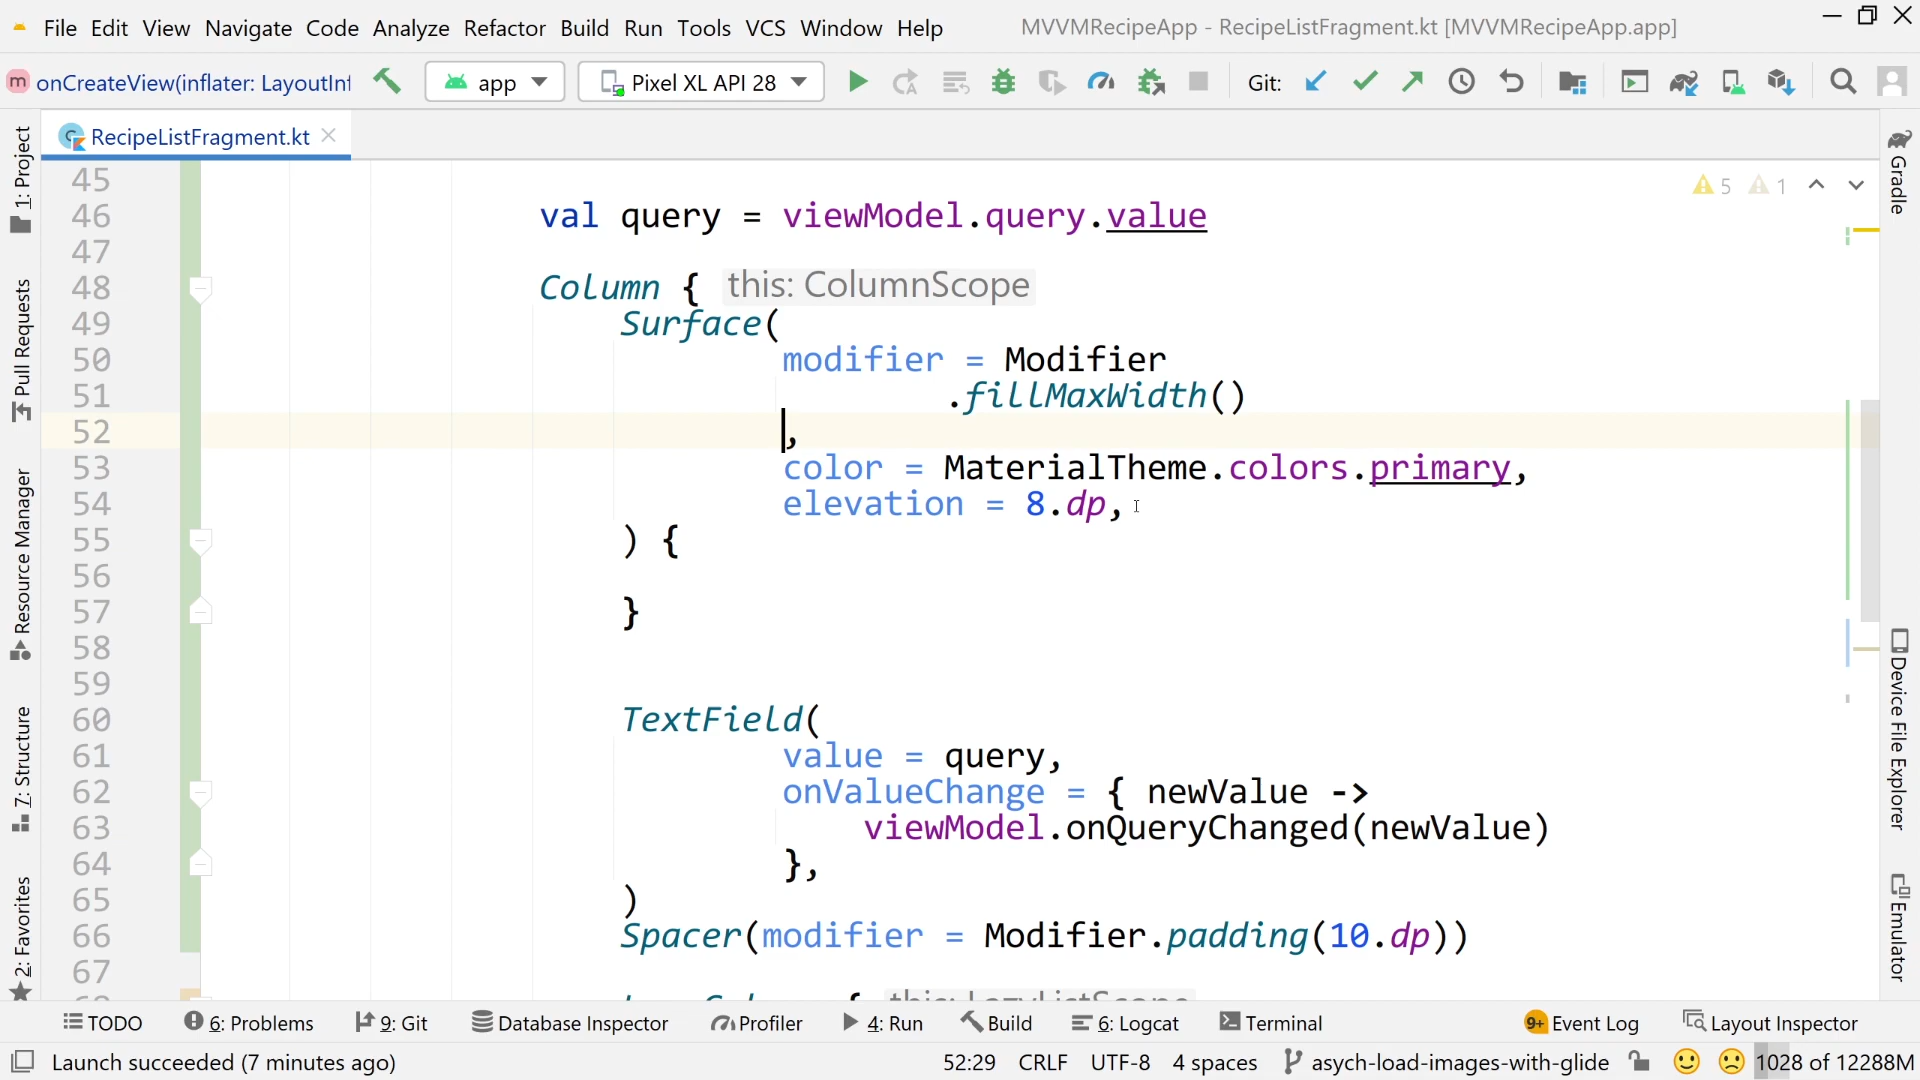 File Edit View Navigate Code Analyze Refactor Build Run Tools VCS Window Help MVVMRecipeApp - RecipeListFragment.kt [MVVMRecipeApp.app]
m onCreateView(inflater: LayoutInf app Pixel XL API 28 Git:
RecipeListFragment.kt
1: Project
Pull Requests
Resource Manager
7: Structure
2: Favorites
5 1
45
46 val query = viewModel.query.value
47
48 Column { this: ColumnScope
49 Surface(
50 modifier = Modifier
51 .fillMaxWidth()
52 ,
53 color = MaterialTheme.colors.primary,
54 elevation = 8.dp,
55 ) {
56
57 }
58
59
60 TextField(
61 value = query,
62 onValueChange = { newValue ->
63 viewModel.onQueryChanged(newValue)
64 },
65 )
66 Spacer(modifier = Modifier.padding(10.dp))
67
Gradle
Device File Explorer
Emulator
TODO 6: Problems 9: Git Database Inspector Profiler 4: Run Build 6: Logcat Terminal 9+ Event Log Layout Inspector
Launch succeeded (7 minutes ago) 52:29 CRLF UTF-8 4 spaces asych-load-images-with-glide 1028 of 12288M